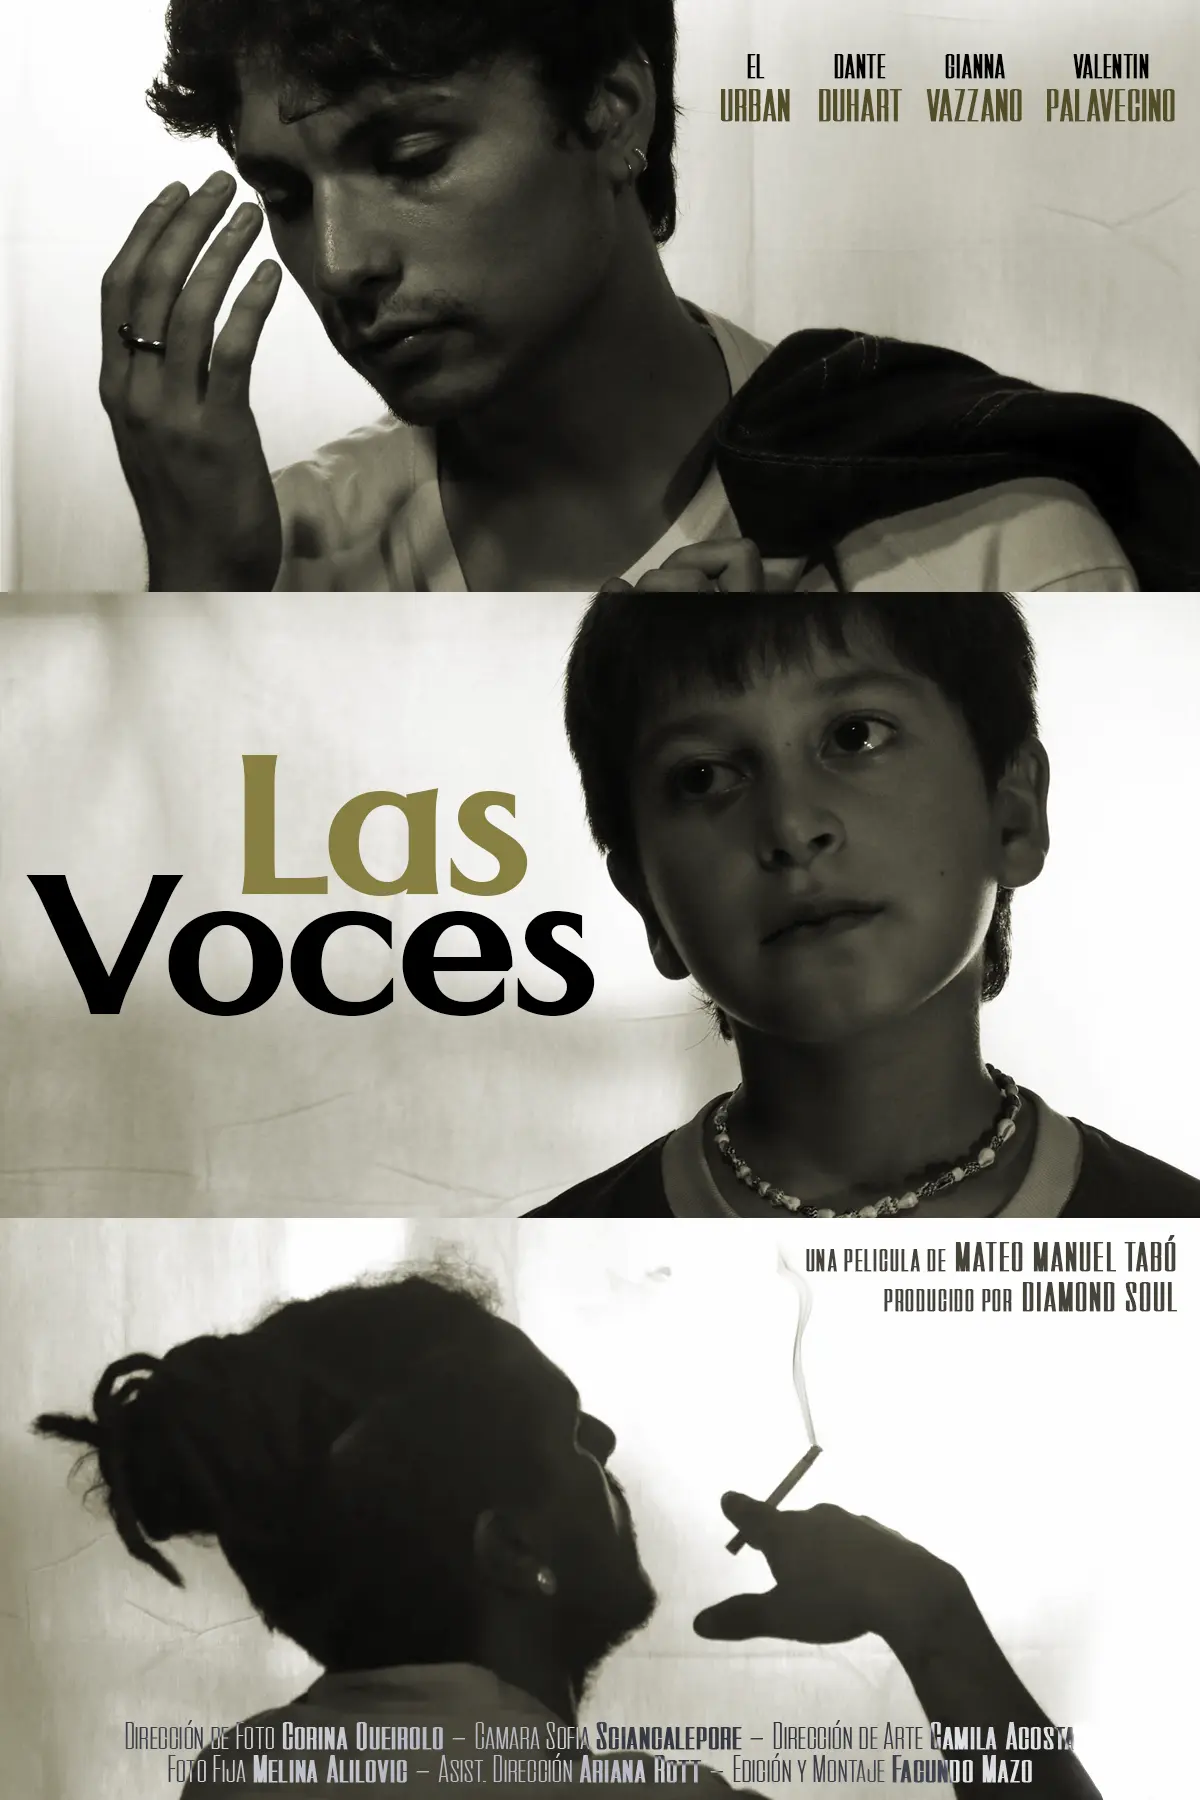 EL DANTE GIANNA VALENTIN
URBAN DUHART VAZZANO PALAVECINO
Las
Voces
UNA PELICULA DE MATEO MANUEL TABÓ
PRODUCIDO POR DIAMOND SOUL
DIRECCIÓN DE FOTO CORINA QUEIROLO – CAMARA SOFIA SCIANCALEPORE – DIRECCIÓN DE ARTE CAMILA ACOSTA
FOTO FIJA MELINA ALILOVIC – ASIST. DIRECCIÓN ARIANA ROTT – EDICIÓN Y MONTAJE FACUNDO MAZO